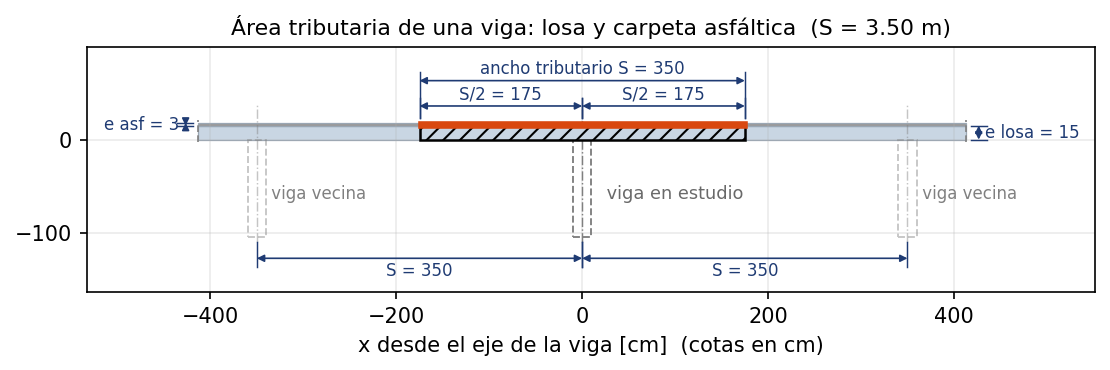 Área tributaria de una viga: losa y carpeta asfáltica  (S = 3.50 m)
ancho tributario S = 350
S/2 = 175
S/2 = 175
e asf = 3
e losa = 15
0
viga vecina
viga en estudio
viga vecina
−100
S = 350
S = 350
−400
−200
0
200
400
x desde el eje de la viga [cm]  (cotas en cm)